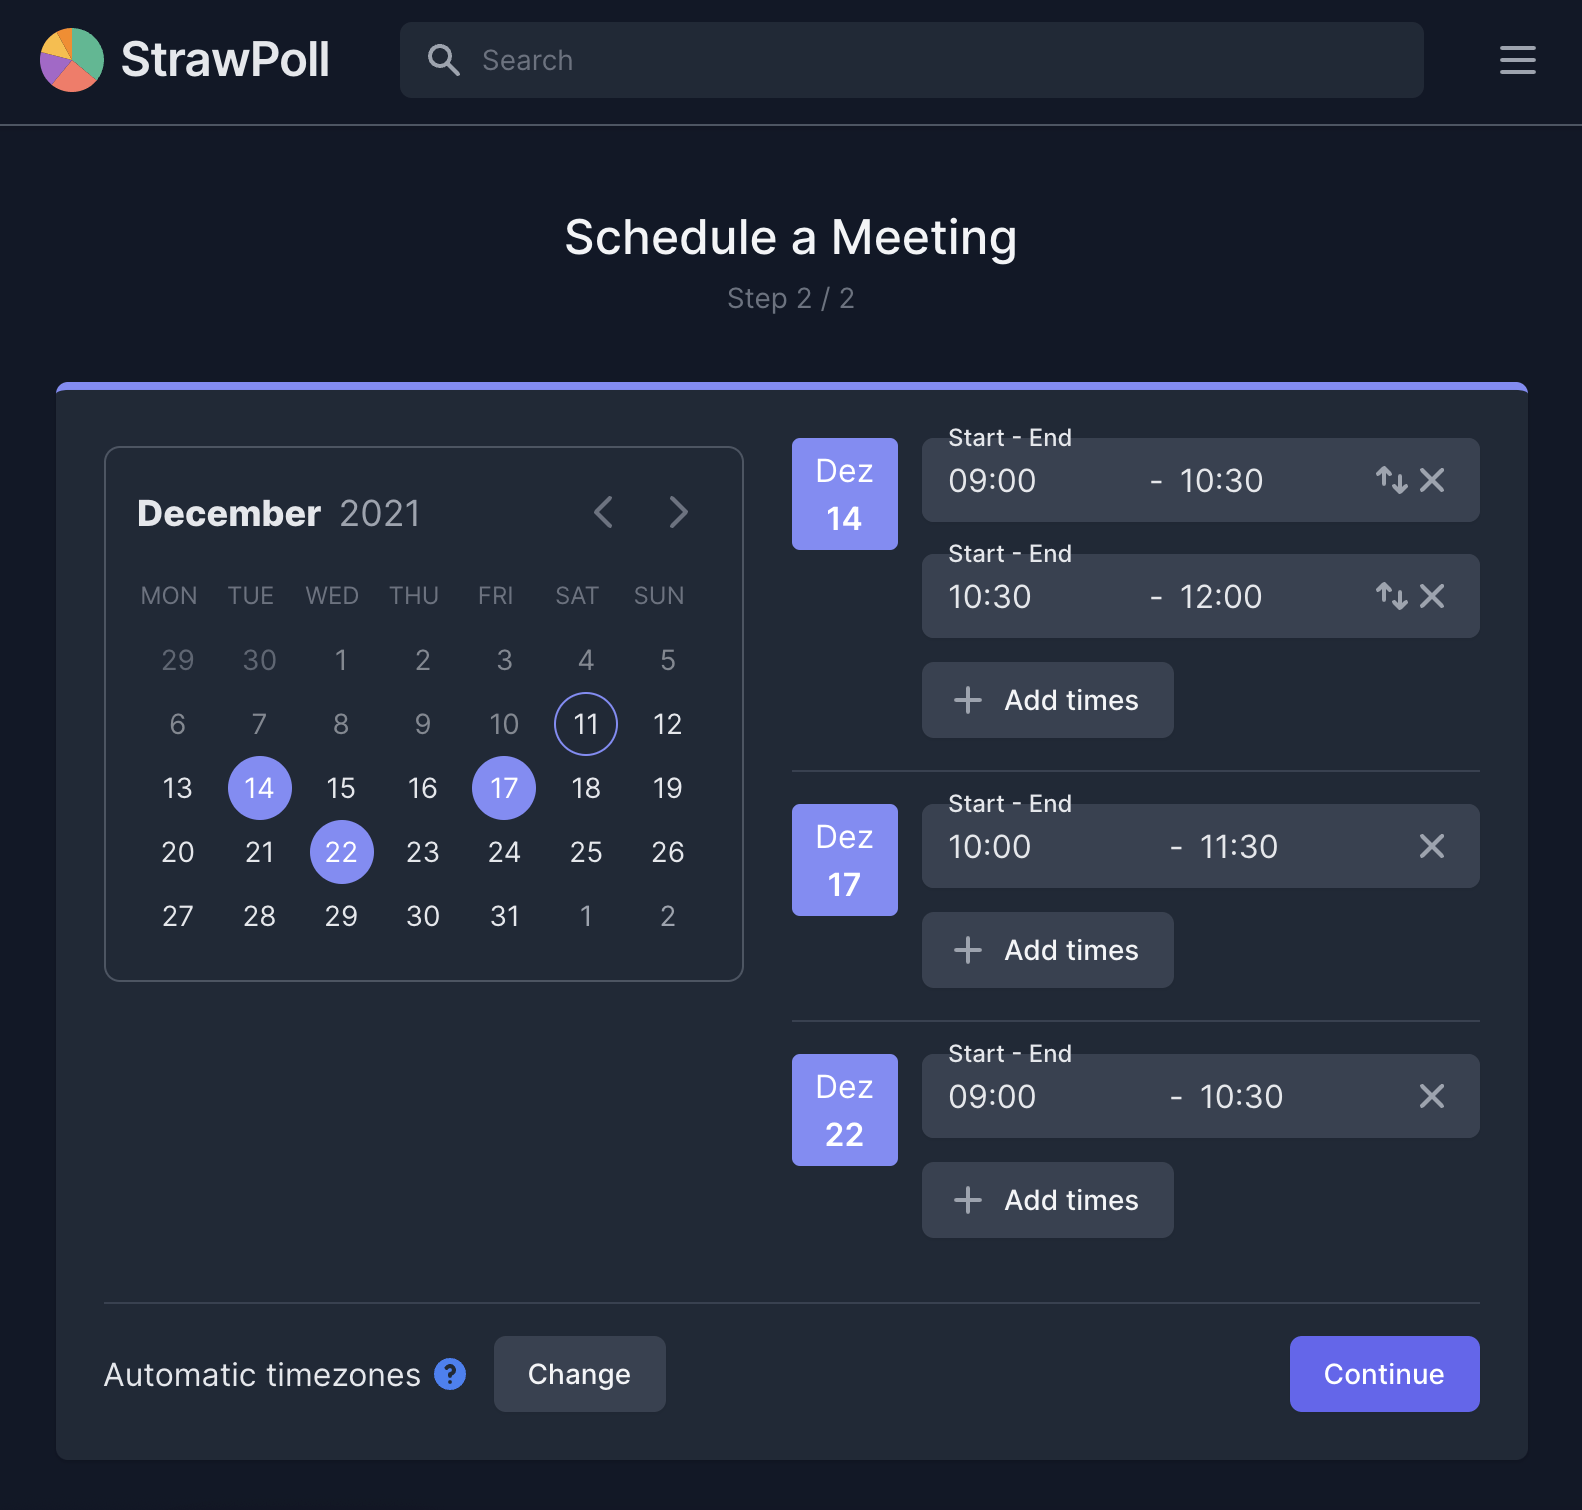 StrawPoll
Search
Schedule a Meeting
Step 2 / 2
December 2021
MON TUE WED THU FRI SAT SUN
29 30 1 2 3 4 5
6 7 8 9 10 11 12
13 14 15 16 17 18 19
20 21 22 23 24 25 26
27 28 29 30 31 1 2
Dez
14
Start - End
09:00 - 10:30
Start - End
10:30 - 12:00
Add times
Dez
17
Start - End
10:00 - 11:30
Add times
Dez
22
Start - End
09:00 - 10:30
Add times
Automatic timezones ?
Change
Continue